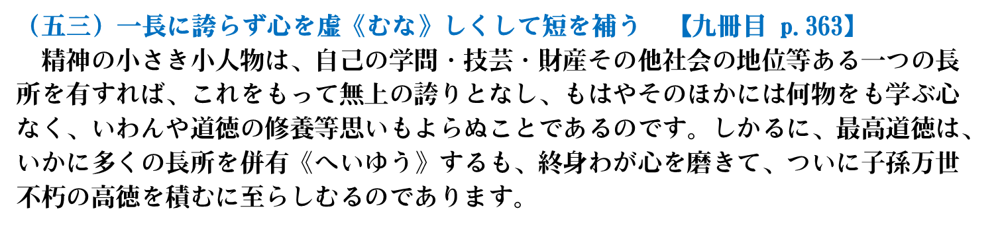 （五三）一長に誇らず心を虚《むな》しくして短を補う　【九冊目 p.363】
　精神の小さき小人物は、自己の学問・技芸・財産その他社会の地位等ある一つの長
所を有すれば、これをもって無上の誇りとなし、もはやそのほかには何物をも学ぶ心
なく、いわんや道徳の修養等思いもよらぬことであるのです。しかるに、最高道徳は、
いかに多くの長所を併有《へいゆう》するも、終身わが心を磨きて、ついに子孫万世
不朽の高徳を積むに至らしむるのであります。